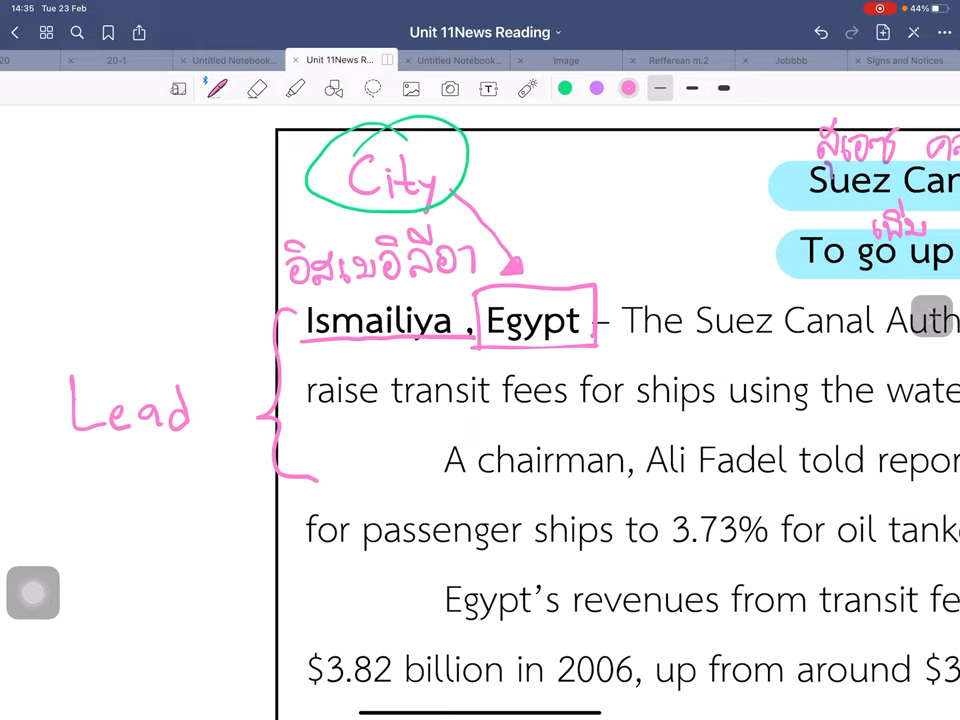 14:35 Tue 23 Feb 44%
Unit 11News Reading
20 20-1 Untitled Notebook... Unit 11News R... Untitled Notebook... Image Refferean m.2 Jobbbb Signs and Notices
City
สุเอซ คล
Suez Can
เพิ่ม
To go up
อิสเมอิลียา
Ismailiya , Egypt – The Suez Canal Auth
Lead
raise transit fees for ships using the wate
A chairman, Ali Fadel told repor
for passenger ships to 3.73% for oil tank
Egypt's revenues from transit fe
$3.82 billion in 2006, up from around $3